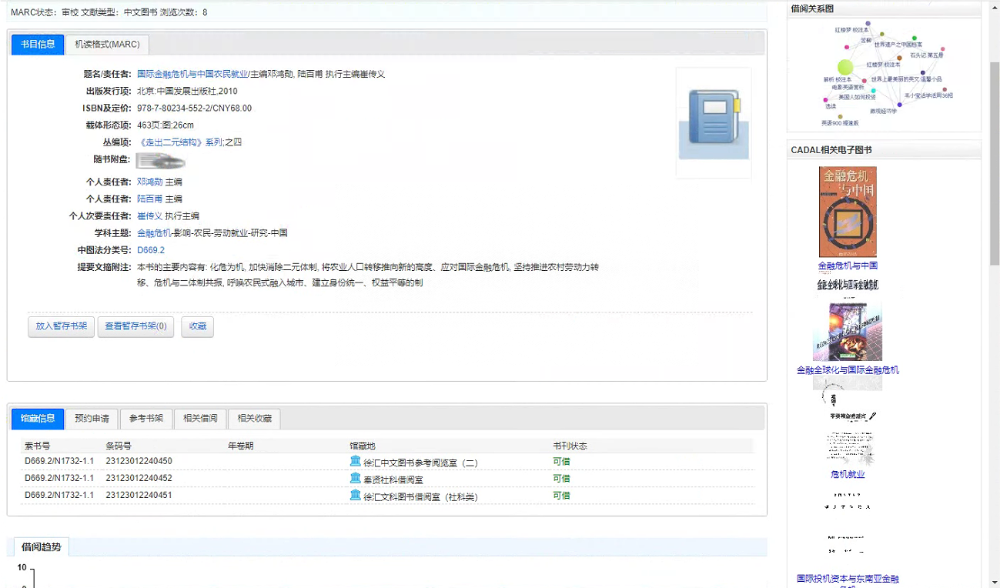 MARC状态：审校 文献类型：中文图书 浏览次数：8
书目信息
机读格式(MARC)
题名/责任者: 国际金融危机与中国农民就业/主编邓鸿勋, 陆百甫 执行主编崔传义
出版发行项: 北京:中国发展出版社,2010
ISBN及定价: 978-7-80234-552-2/CNY68.00
载体形态项: 463页:图;26cm
丛编项: 《走出二元结构》系列;之四
随书附盘:
个人责任者: 邓鸿勋 主编
个人责任者: 陆百甫 主编
个人次要责任者: 崔传义 执行主编
学科主题: 金融危机-影响-农民-劳动就业-研究-中国
中图法分类号: D669.2
提要文摘附注: 本书的主要内容有: 化危为机, 加快消除二元体制, 将农业人口转移推向新的高度、应对国际金融危机, 坚持推进农村劳动力转
移、危机与二体制共振, 呼唤农民式融入城市、建立身份统一、权益平等的制
放入暂存书架
查看暂存书架(0)
收藏
馆藏信息
预约申请
参考书架
相关借阅
相关收藏
索书号 条码号 年卷期 馆藏地 书刊状态
D669.2/N1732-1.1 23123012240450 徐汇中文图书参考阅览室（二） 可借
D669.2/N1732-1.1 23123012240452 奉贤社科借阅室 可借
D669.2/N1732-1.1 23123012240451 徐汇文科图书借阅室（社科类） 可借
借阅趋势
10
借阅关系图
红楼梦 校注本
苦柳
世界遗产之中国档案
石头记 第五册
红楼梦 校注本
解析 校注本
世界上最美丽的英文.温馨小品
电影英语赏析
美国人如何投资
韦小宝活学活用36招
选读
微观经济学
英语900 提速版
CADAL相关电子图书
金融危机
与中国
金融危机与中国
金融全球化与国际金融危机
金融全球化与国际金融危机
危机就业
国际投机资本与东南亚金融